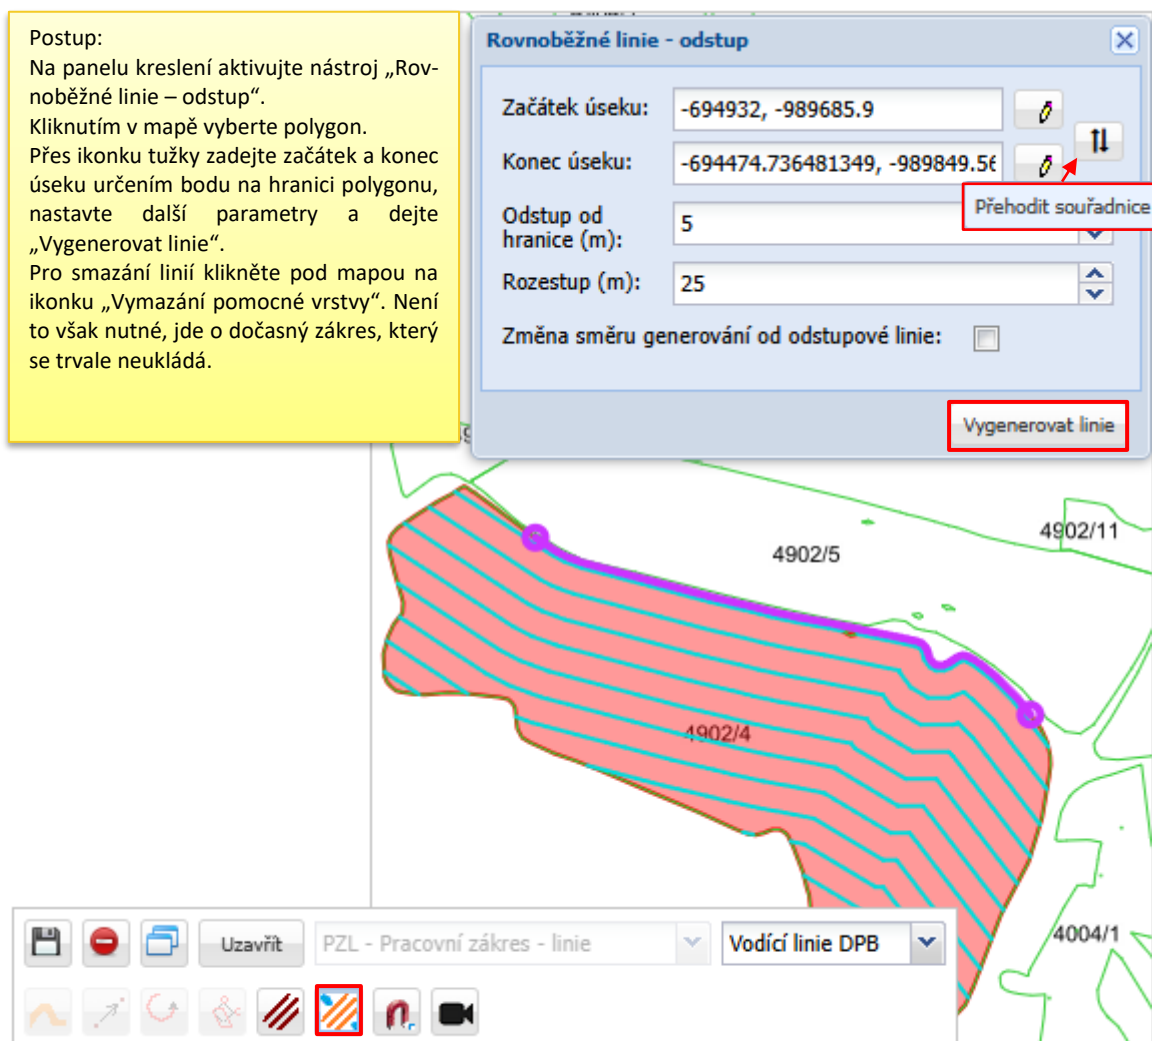 Postup:
Na panelu kreslení aktivujte nástroj „Rov-
noběžné linie – odstup“.
Kliknutím v mapě vyberte polygon.
Přes ikonku tužky zadejte začátek a konec
úseku určením bodu na hranici polygonu,
nastavte další parametry a dejte
„Vygenerovat linie“.
Pro smazání linií klikněte pod mapou na
ikonku „Vymazání pomocné vrstvy“. Není
to však nutné, jde o dočasný zákres, který
se trvale neukládá.
Rovnoběžné linie - odstup
Začátek úseku: -694932, -989685.9
Konec úseku: -694474.736481349, -989849.56
Přehodit souřadnice
Odstup od
hranice (m): 5
Rozestup (m): 25
Změna směru generování od odstupové linie:
Vygenerovat linie
4902/11
4902/5
4902/4
4004/1
Uzavřít PZL - Pracovní zákres - linie Vodící linie DPB